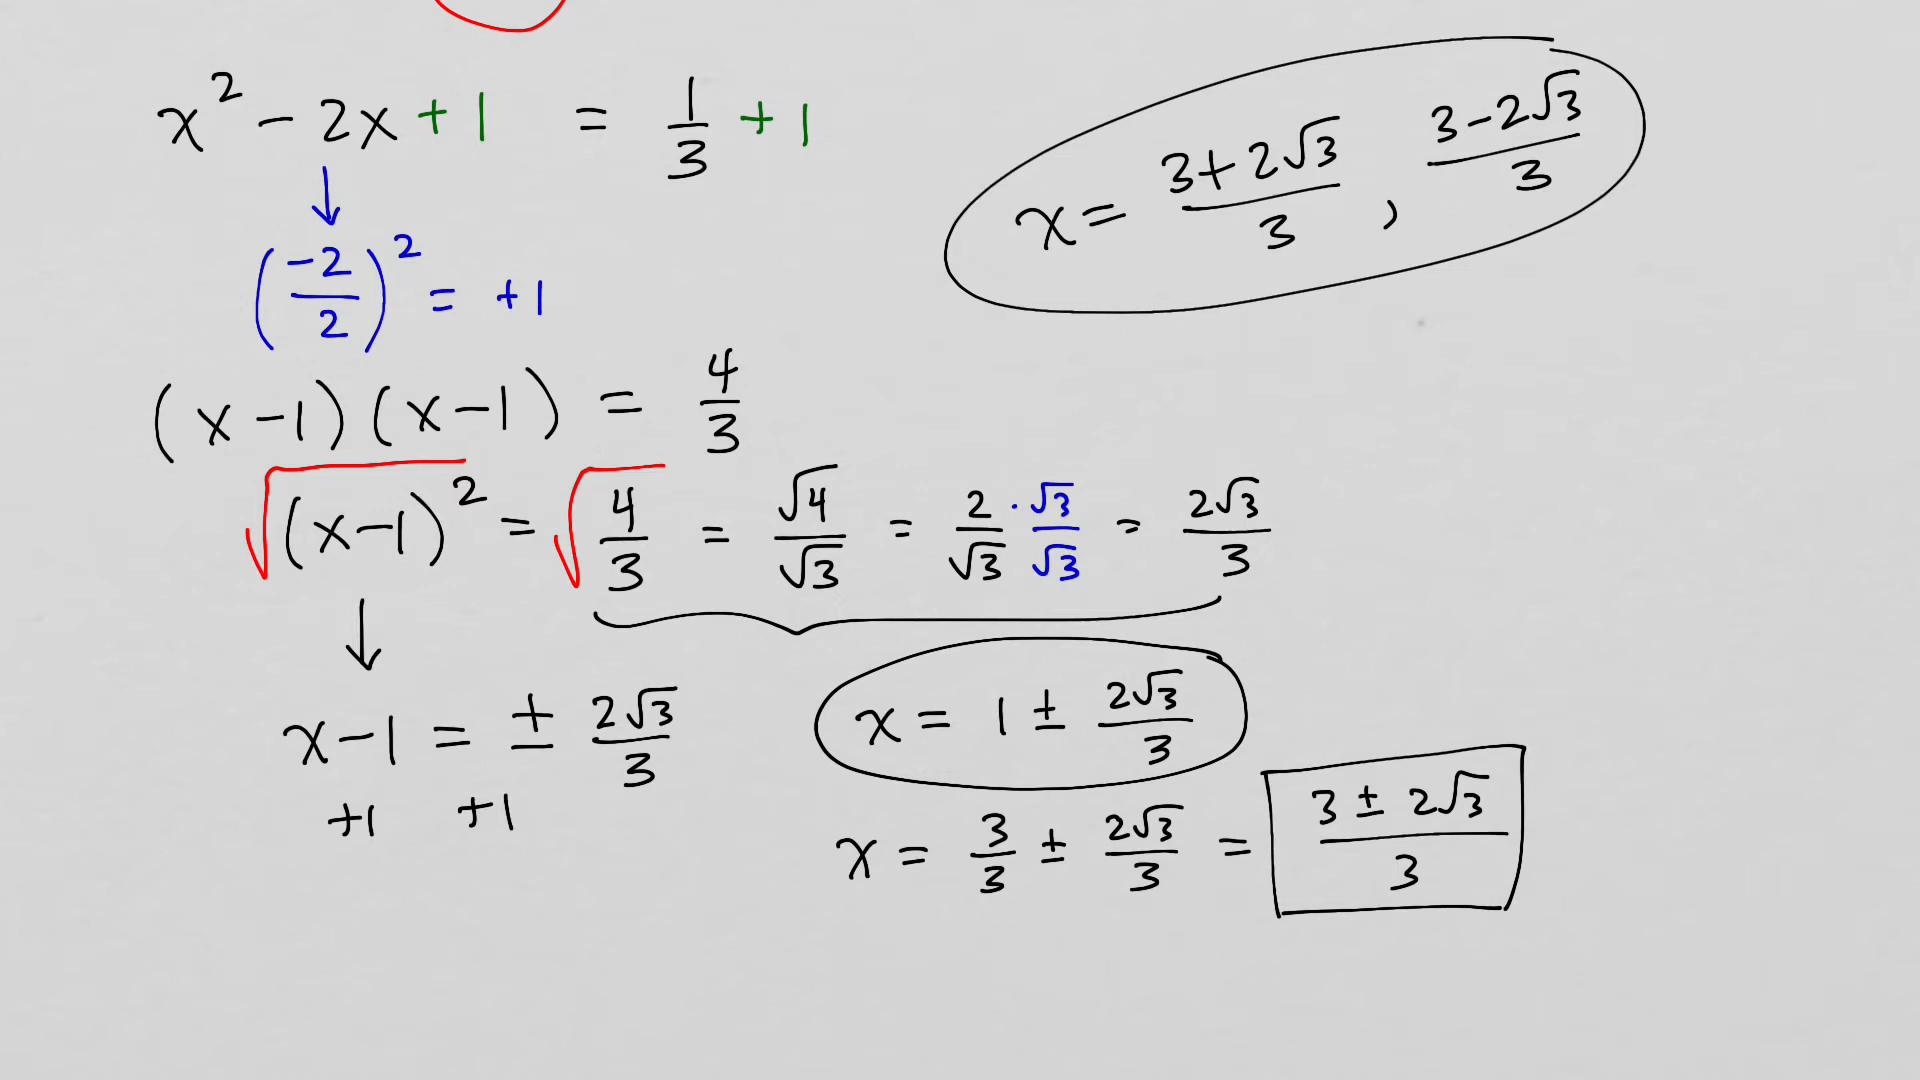 x² - 2x + 1 = 1/3 + 1
x = (3 + 2√3)/3 , (3 - 2√3)/3
(-2/2)² = +1
(x - 1)(x - 1) = 4/3
√(x - 1)² = √(4/3) = √4/√3 = 2/√3 · √3/√3 = 2√3/3
x - 1 = ± 2√3/3
+1 +1
x = 1 ± 2√3/3
x = 3/3 ± 2√3/3 = (3 ± 2√3)/3